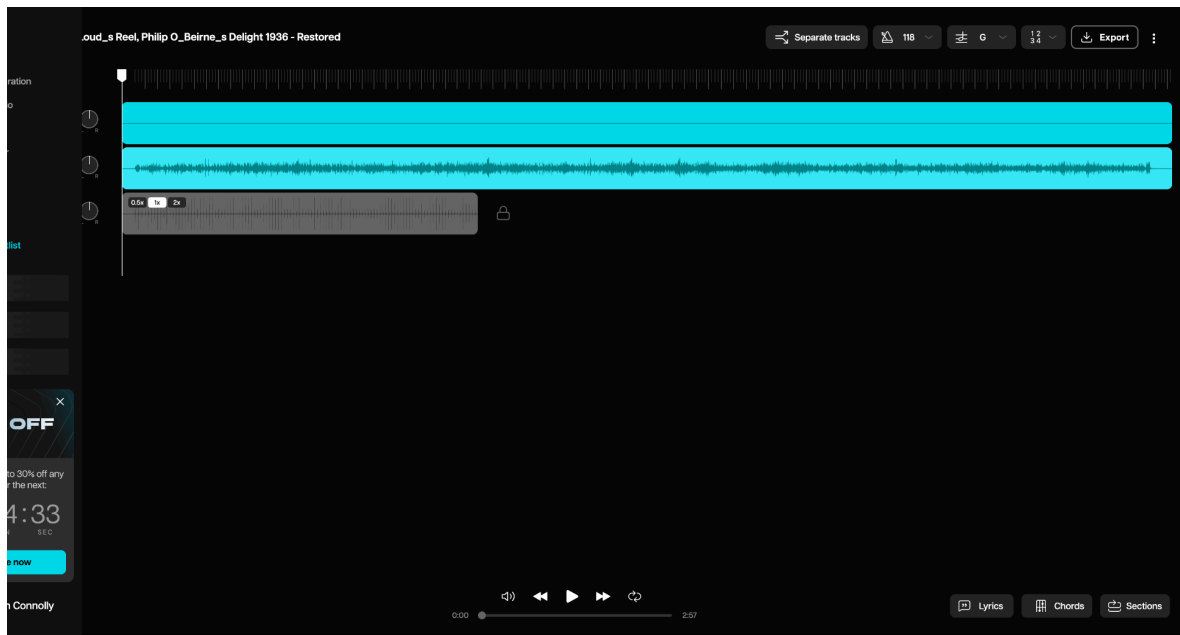 .oud_s Reel, Philip O_Beirne_s Delight 1936 - Restored
Separate tracks
118
G
1 2
3 4
Export
ration
o
R
R
0.5x 1x 2x
R
tlist
OFF
to 30% off any
r the next:
4:33
N SEC
e now
n Connolly
0:00
2:57
Lyrics
Chords
Sections